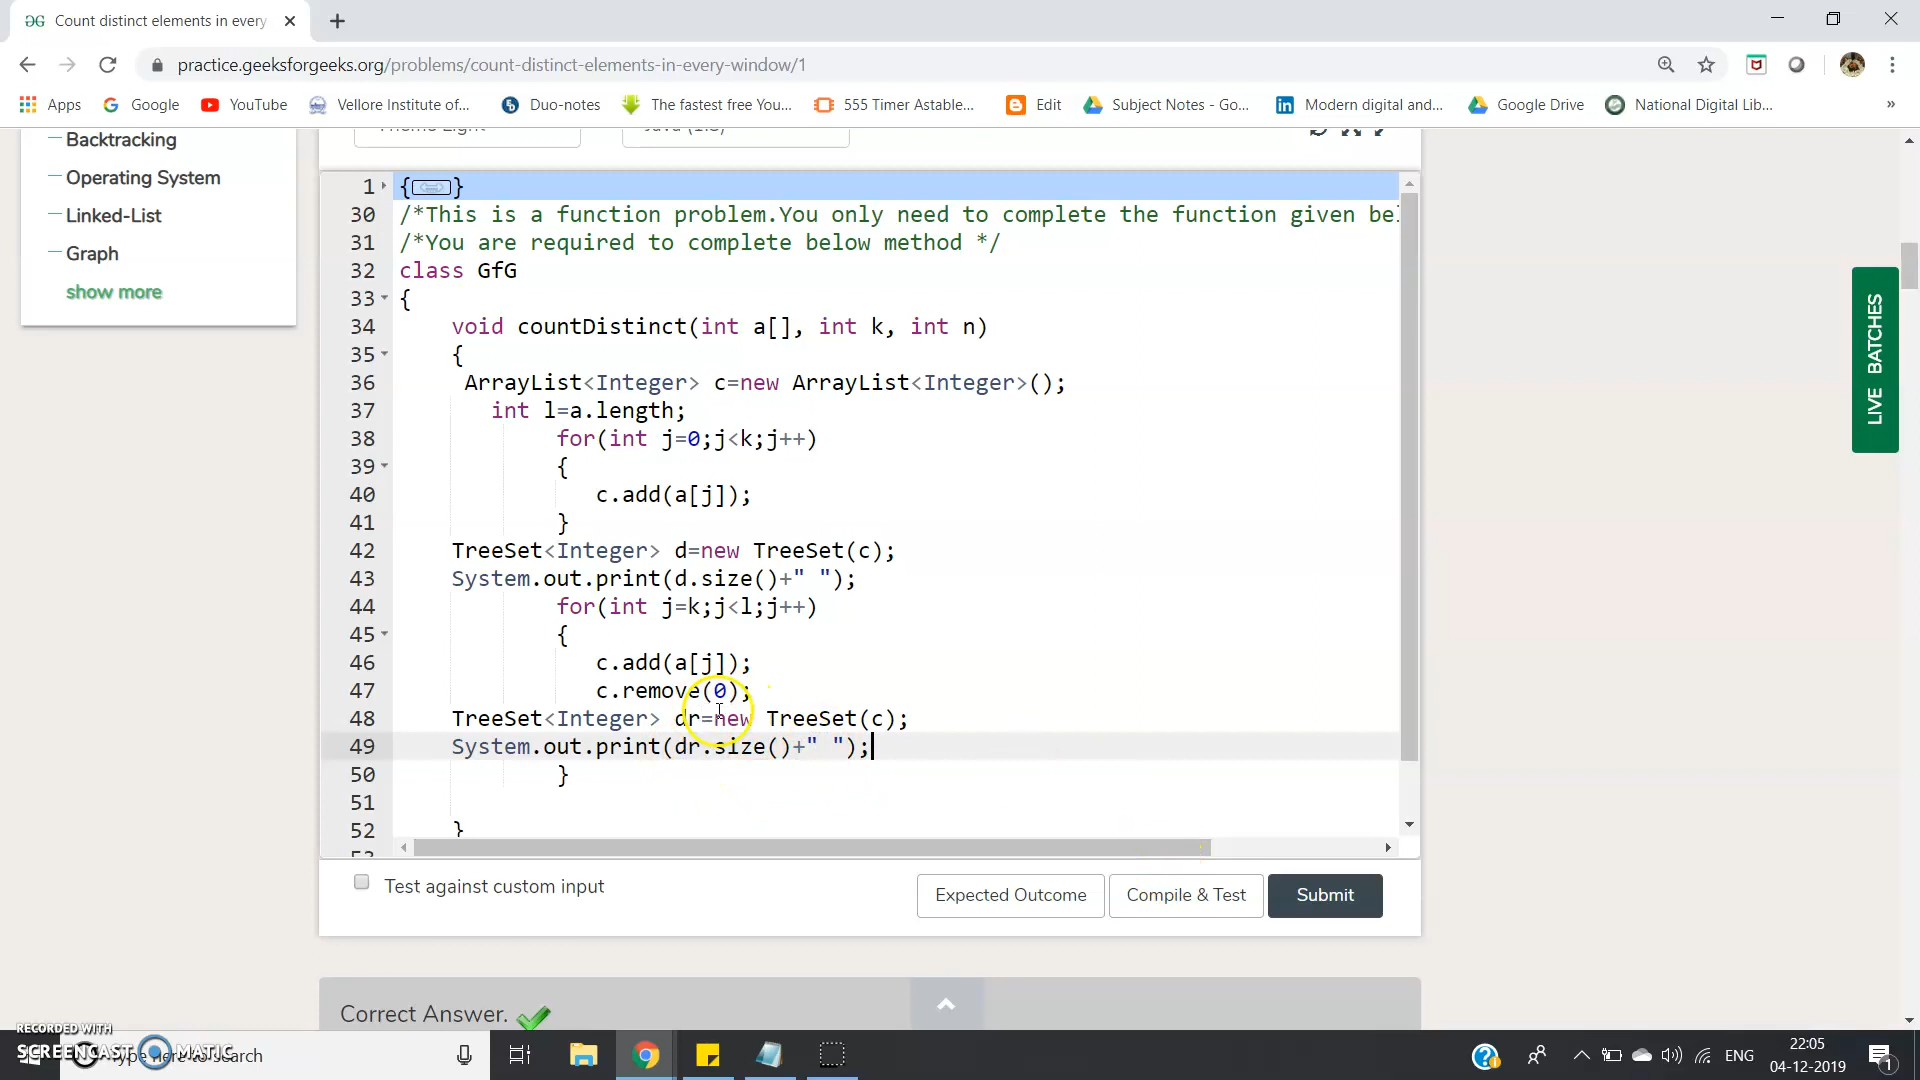 Count distinct elements in every
practice.geeksforgeeks.org/problems/count-distinct-elements-in-every-window/1
Apps Google YouTube Vellore Institute of... Duo-notes The fastest free You... 555 Timer Astable... Edit Subject Notes - Go... Modern digital and... Google Drive National Digital Lib... »
Backtracking
Operating System
Linked-List
Graph
show more
1 {}
30 /*This is a function problem.You only need to complete the function given
31 /*You are required to complete below method */
32 class GfG
33 {
34 void countDistinct(int a[], int k, int n)
35 {
36 ArrayList<Integer> c=new ArrayList<Integer>();
37 int l=a.length;
38 for(int j=0;j<k;j++)
39 {
40 c.add(a[j]);
41 }
42 TreeSet<Integer> d=new TreeSet(c);
43 System.out.print(d.size()+" ");
44 for(int j=k;j<l;j++)
45 {
46 c.add(a[j]);
47 c.remove(0);
48 TreeSet<Integer> dr=new TreeSet(c);
49 System.out.print(dr.size()+" ");
50 }
51
52 }
LIVE BATCHES
Test against custom input
Expected Outcome Compile & Test Submit
Correct Answer.
RECORDED WITH
SCREENCAST MATIC
here to search
ENG
22:05
04-12-2019
1